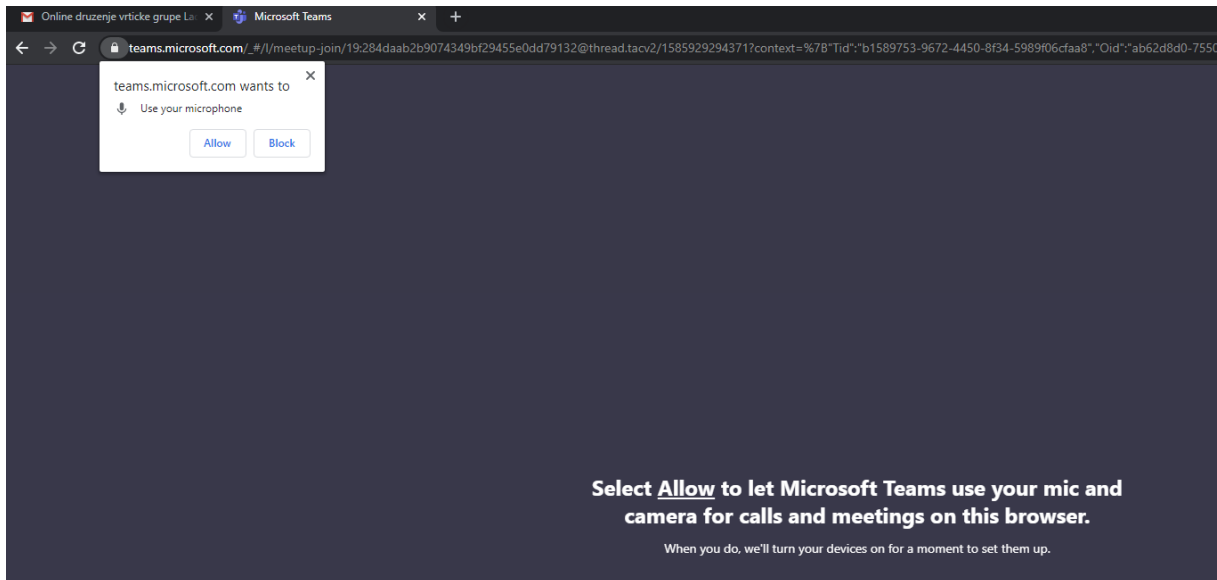 Online druzenje vrticke grupe La
Microsoft Teams
teams.microsoft.com/_#/l/meetup-join/19:284daab2b9074349bf29455e0dd79132@thread.tacv2/1585929294371?context=%7B"Tid":"b1589753-9672-4450-8f34-5989f06cfaa8","Oid":"ab62d8d0-7550
teams.microsoft.com wants to
Use your microphone
Allow Block
Select Allow to let Microsoft Teams use your mic and
camera for calls and meetings on this browser.
When you do, we'll turn your devices on for a moment to set them up.